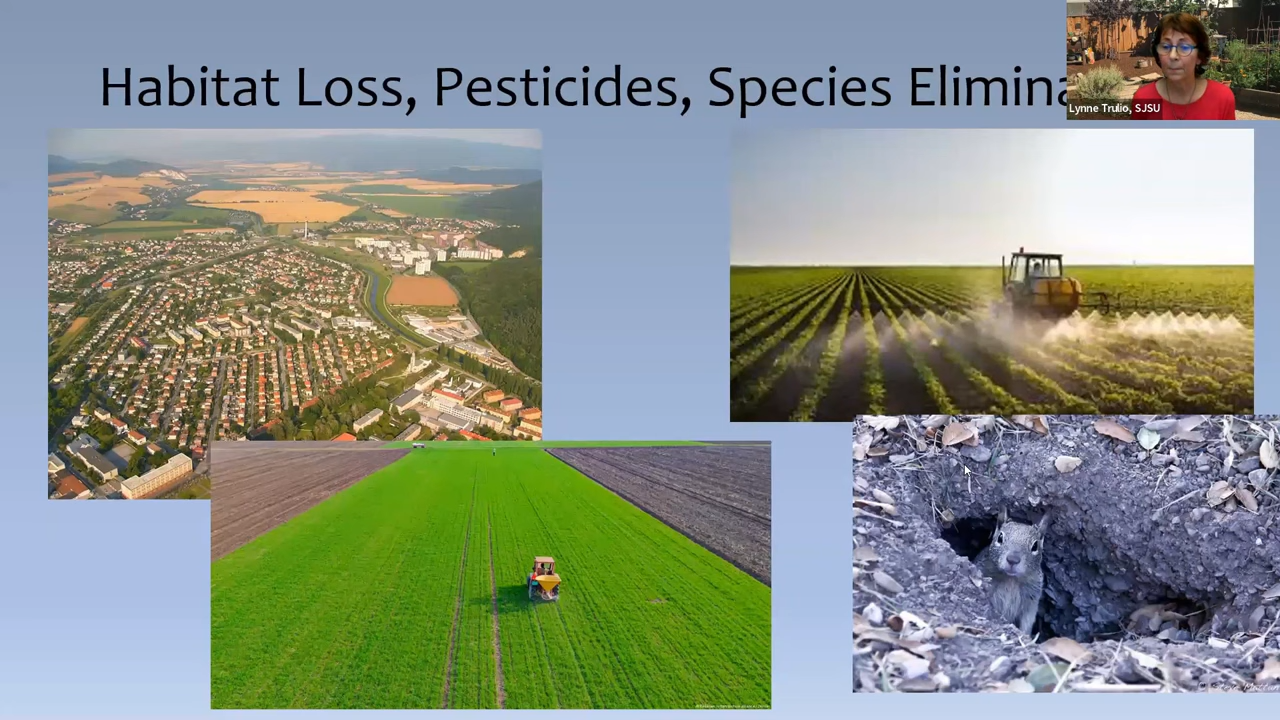 Habitat Loss, Pesticides, Species Elimina
Lynne Trulio, SJSU